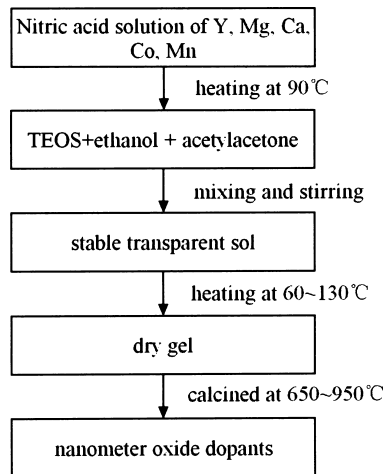 Nitric acid solution of Y, Mg, Ca,
Co, Mn
heating at 90℃
TEOS+ethanol + acetylacetone
mixing and stirring
stable transparent sol
heating at 60~130℃
dry gel
calcined at 650~950℃
nanometer oxide dopants